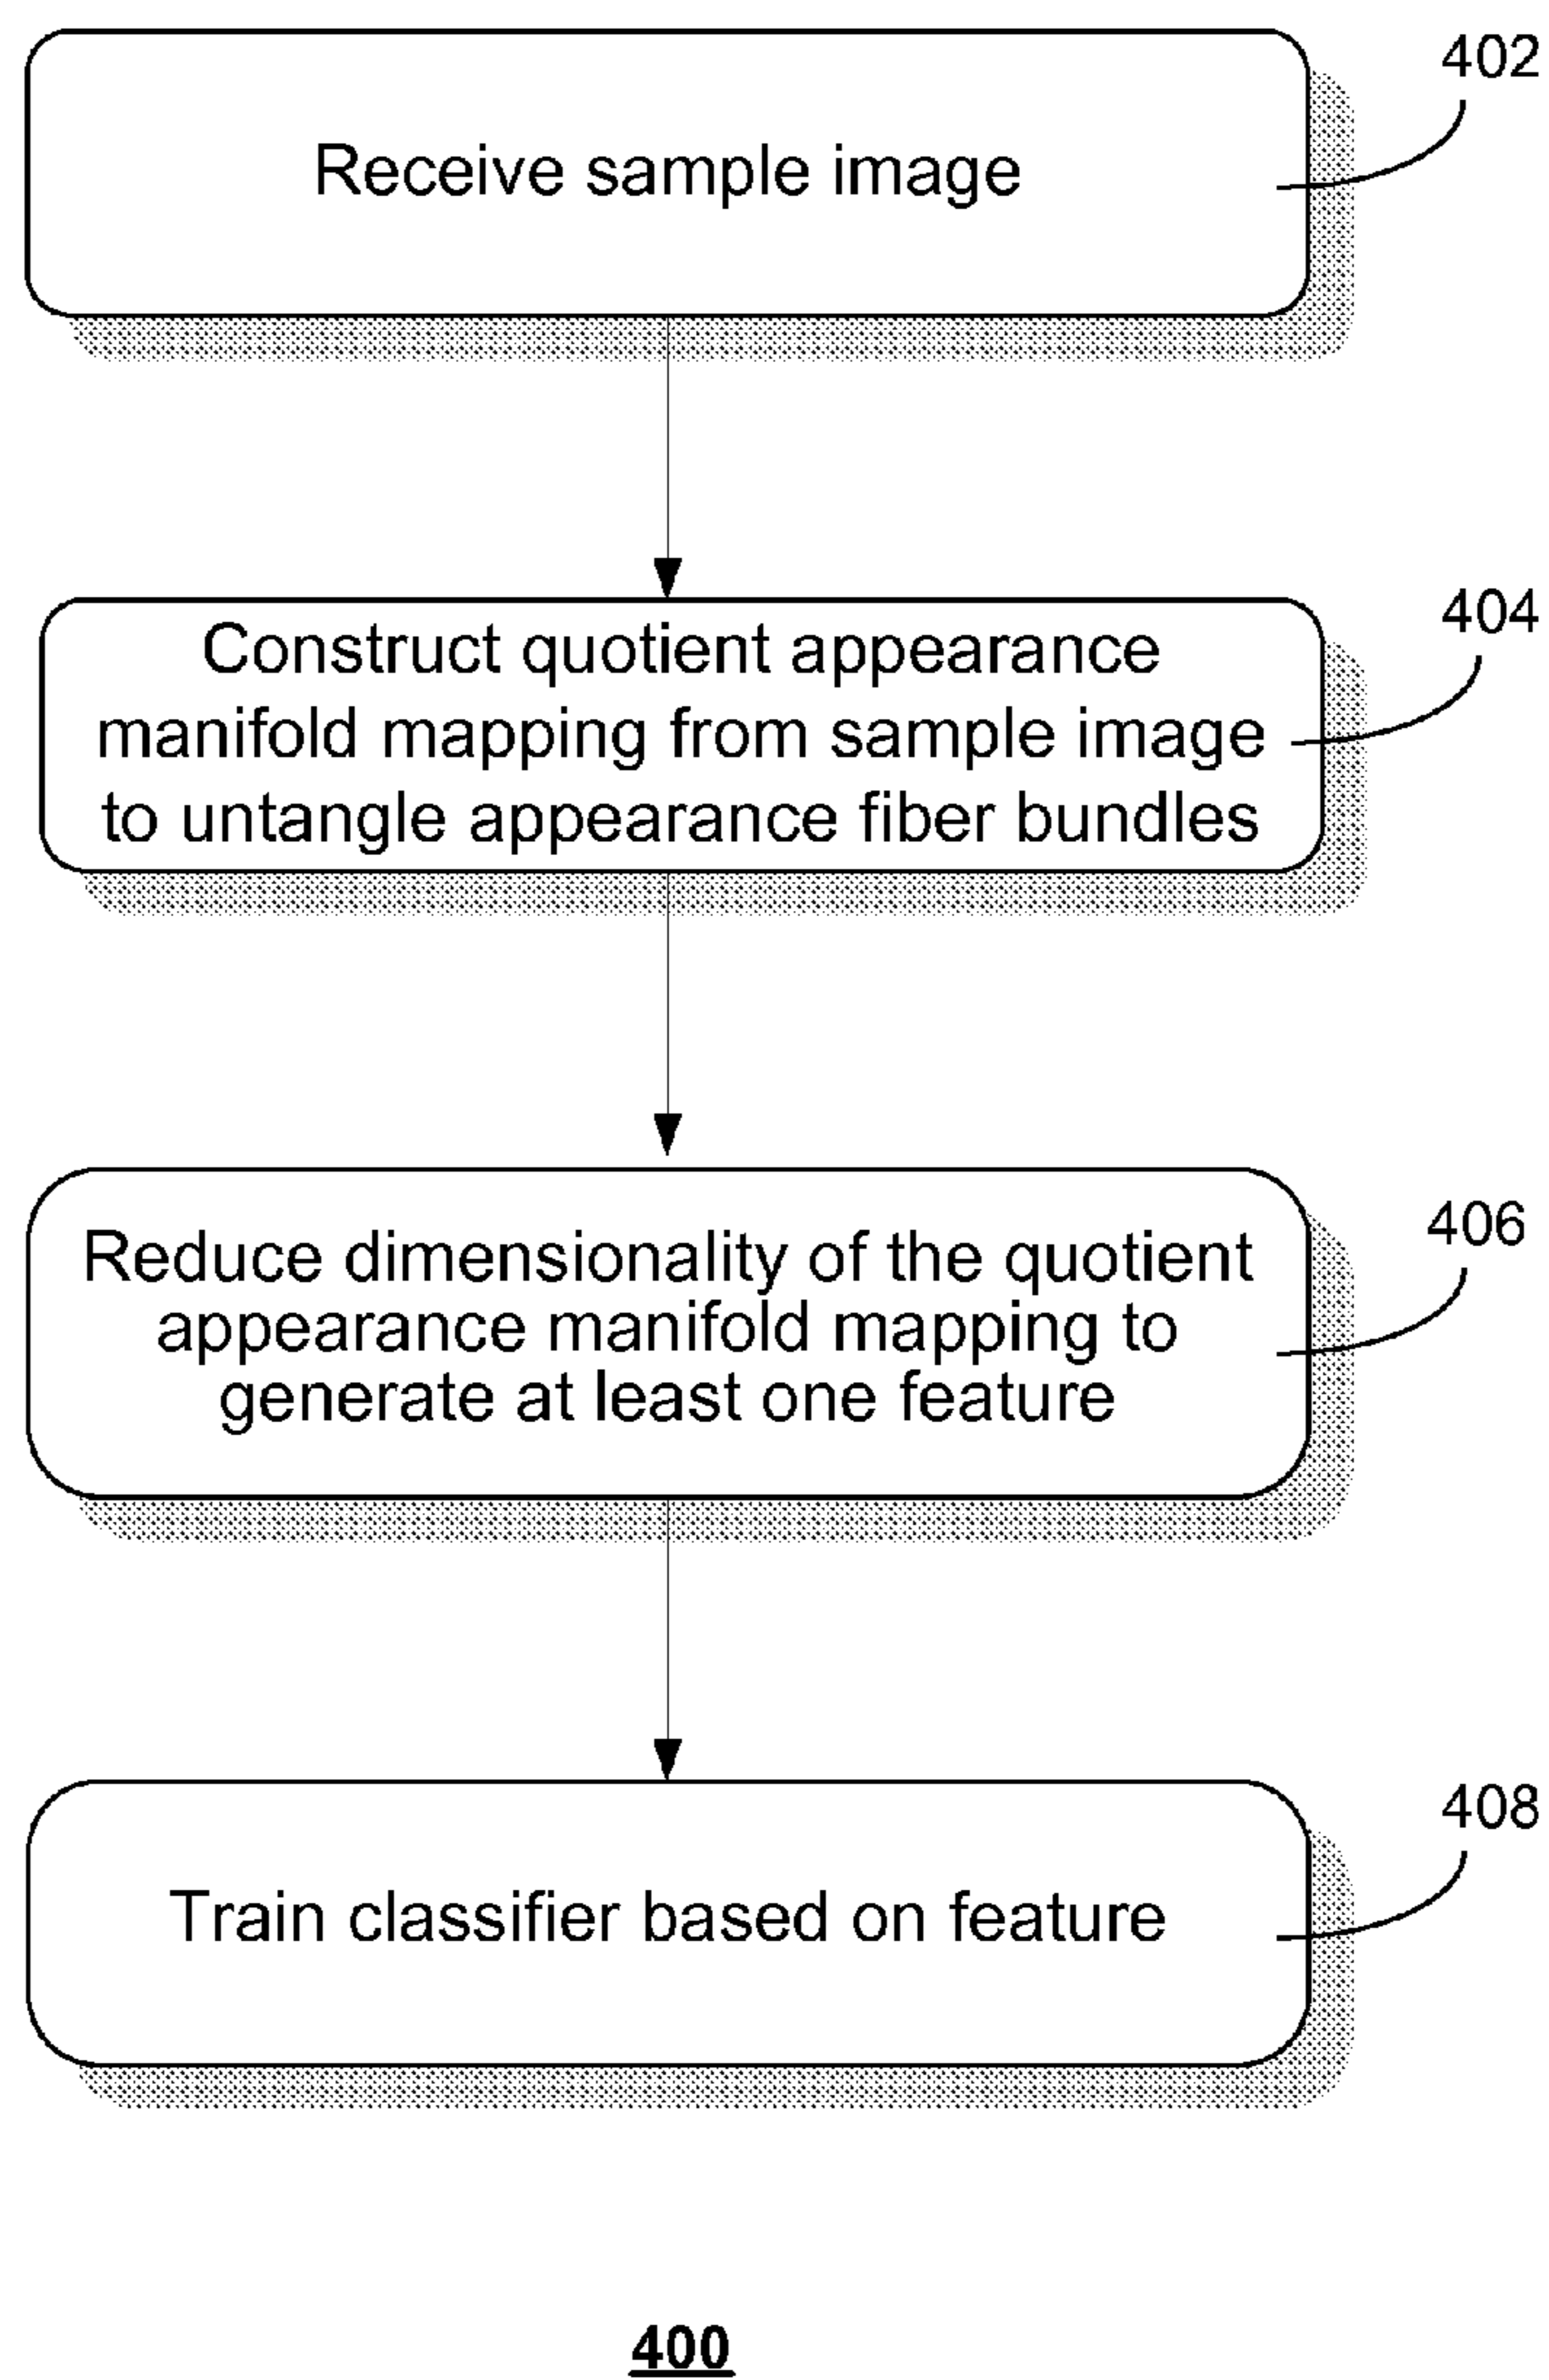 402
Receive sample image
404
Construct quotient appearance
manifold mapping from sample image
to untangle appearance fiber bundles
406
Reduce dimensionality of the quotient
appearance manifold mapping to
generate at least one feature
408
Train classifier based on feature
400